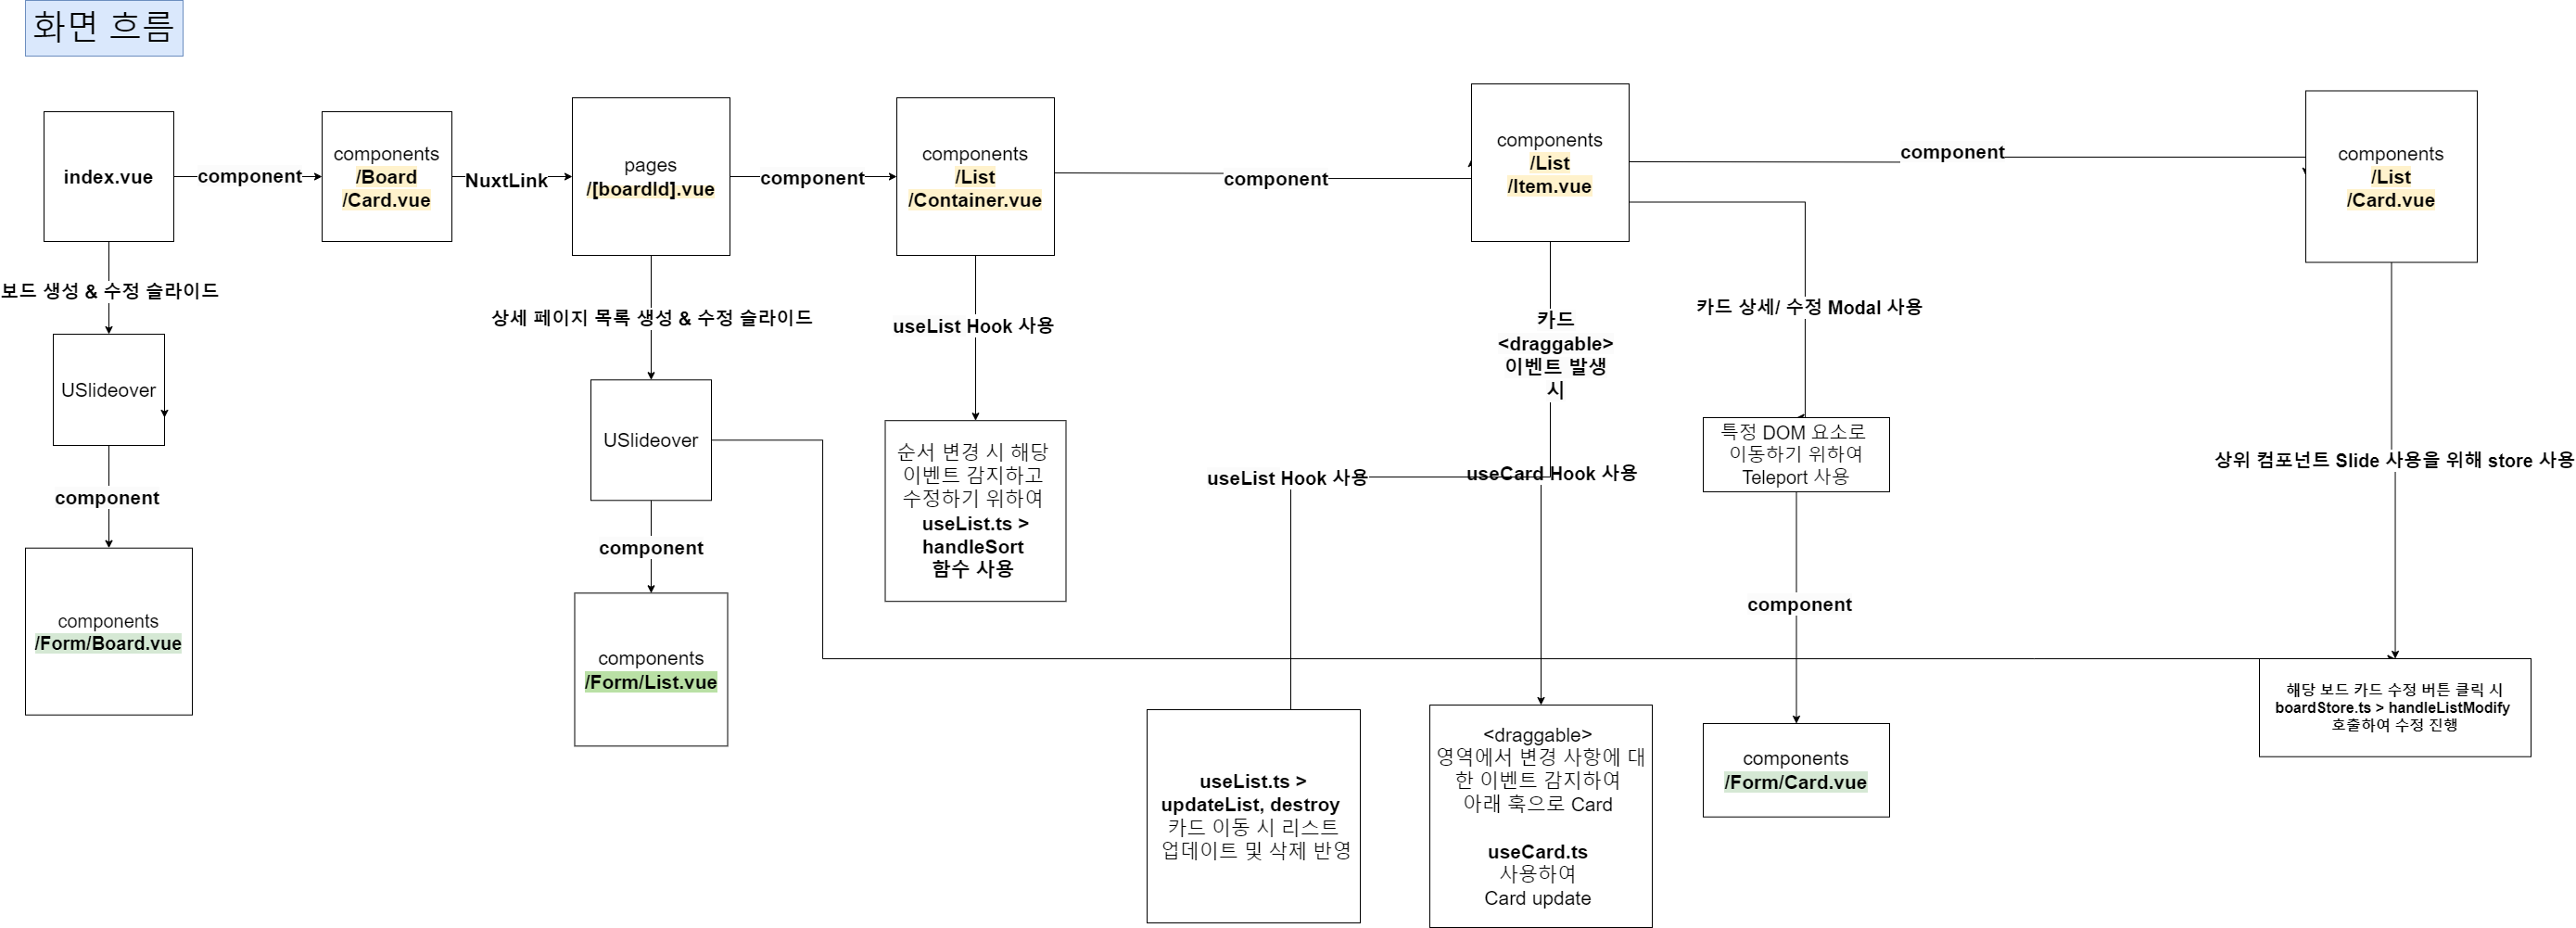 화면 흐름
index.vue
component
components
/Board
/Card.vue
NuxtLink
pages
/[boardId].vue
component
components
/List
/Container.vue
component
components
/List
/Item.vue
component
components
/List
/Card.vue
보드 생성 & 수정 슬라이드
USlideover
component
components
/Form/Board.vue
상세 페이지 목록 생성 & 수정 슬라이드
USlideover
component
components
/Form/List.vue
useList Hook 사용
순서 변경 시 해당
이벤트 감지하고
수정하기 위하여
useList.ts >
handleSort
함수 사용
카드
<draggable>
이벤트 발생
시
useList Hook 사용
useCard Hook 사용
useList.ts >
updateList, destroy
카드 이동 시 리스트
업데이트 및 삭제 반영
<draggable>
영역에서 변경 사항에 대
한 이벤트 감지하여
아래 훅으로 Card
useCard.ts
사용하여
Card update
카드 상세/ 수정 Modal 사용
특정 DOM 요소로
이동하기 위하여
Teleport 사용
component
components
/Form/Card.vue
상위 컴포넌트 Slide 사용을 위해 store 사용
해당 보드 카드 수정 버튼 클릭 시
boardStore.ts > handleListModify
호출하여 수정 진행